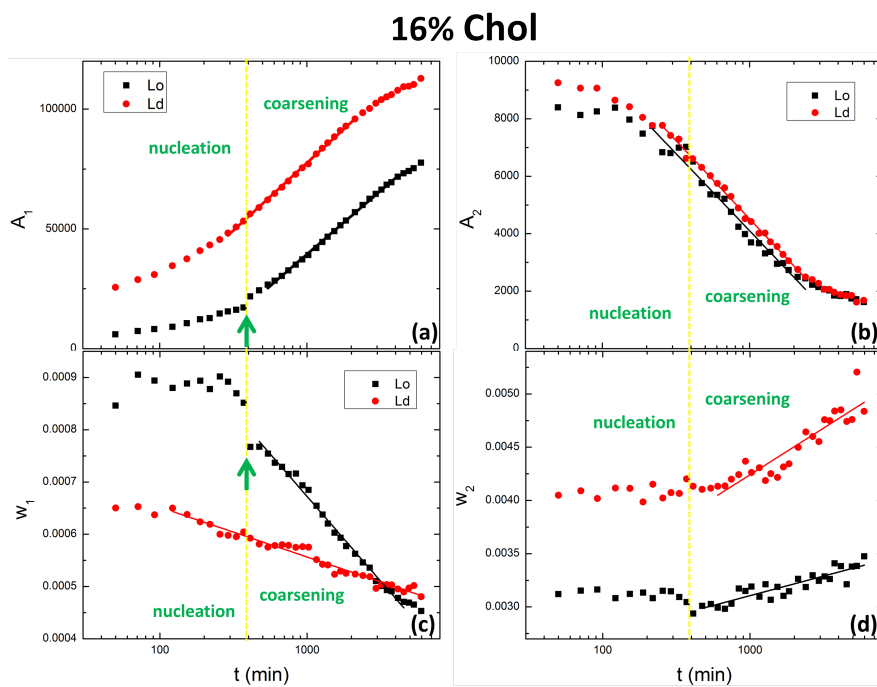 16% Chol
A1
100000
50000
0
Lo
Ld
nucleation
coarsening
(a)
A2
10000
8000
6000
4000
2000
0
Lo
Ld
nucleation
coarsening
(b)
w1
0.0009
0.0008
0.0007
0.0006
0.0005
0.0004
Lo
Ld
nucleation
coarsening
(c)
100
1000
t (min)
w2
0.0050
0.0045
0.0040
0.0035
0.0030
nucleation
coarsening
(d)
100
1000
t (min)